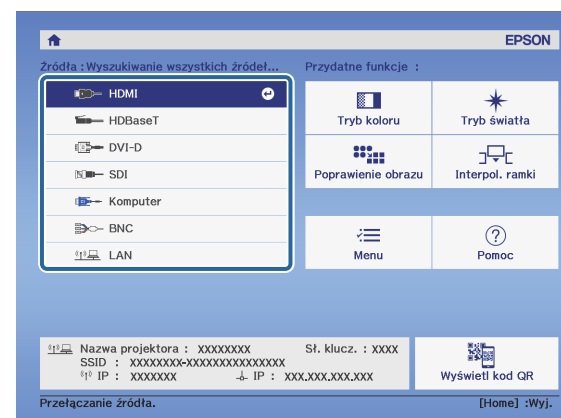 EPSON
Źródła : Wyszukiwanie wszystkich źródeł...
Przydatne funkcje :
HDMI
HDBaseT
DVI-D
SDI
Komputer
BNC
LAN
Tryb koloru
Tryb światła
Poprawienie obrazu
Interpol. ramki
Menu
Pomoc
Nazwa projektora : XXXXXXXX
Sł. klucz. : XXXX
SSID : XXXXXXXX-XXXXXXXXXXXXXX
IP : XXXXXXX
IP : XXX.XXX.XXX.XXX
Wyświetl kod QR
Przełączanie źródła.
[Home] :Wyj.